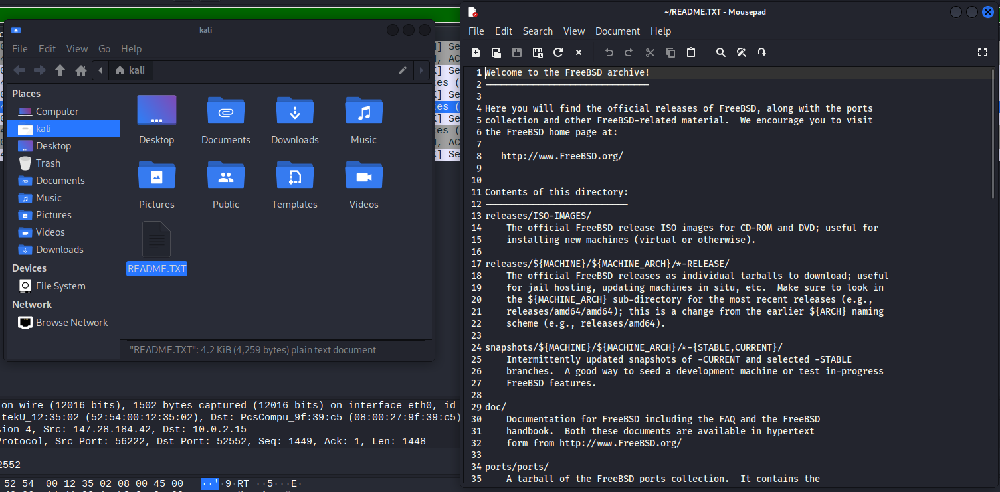 kali
File Edit View Go Help
kali
Places
Computer
kali
Desktop
Trash
Documents
Music
Pictures
Videos
Downloads
Devices
File System
Network
Browse Network
Desktop
Documents
Downloads
Music
Pictures
Public
Templates
Videos
README.TXT
"README.TXT": 4.2 KiB (4,259 bytes) plain text document
] Se
, AC
] Se
es (
] Se
es (
] Se
es (
, AC
] Se
on wire (12016 bits), 1502 bytes captured (12016 bits) on interface eth0, id
tekU_12:35:02 (52:54:00:12:35:02), Dst: PcsCompu_9f:39:c5 (08:00:27:9f:39:c5)
sion 4, Src: 147.28.184.42, Dst: 10.0.2.15
Protocol, Src Port: 56222, Dst Port: 52552, Seq: 1449, Ack: 1, Len: 1448
2552
52 54 00 12 35 02 08 00 45 00 ··'·9·RT ··5···E·
~/README.TXT - Mousepad
File Edit Search View Document Help
1 Welcome to the FreeBSD archive!
2 -------------------------------
3
4 Here you will find the official releases of FreeBSD, along with the ports
5 collection and other FreeBSD-related material.  We encourage you to visit
6 the FreeBSD home page at:
7
8    http://www.FreeBSD.org/
9
10
11 Contents of this directory:
12 ---------------------------
13 releases/ISO-IMAGES/
14     The official FreeBSD release ISO images for CD-ROM and DVD; useful for
15     installing new machines (virtual or otherwise).
16
17 releases/${MACHINE}/${MACHINE_ARCH}/*-RELEASE/
18     The official FreeBSD releases as individual tarballs to download; useful
19     for jail hosting, updating machines in situ, etc.  Make sure to look in
20     the ${MACHINE_ARCH} sub-directory for the most recent releases (e.g.,
21     releases/amd64/amd64); this is a change from the earlier ${ARCH} naming
22     scheme (e.g., releases/amd64).
23
24 snapshots/${MACHINE}/${MACHINE_ARCH}/*-{STABLE,CURRENT}/
25     Intermittently updated snapshots of -CURRENT and selected -STABLE
26     branches.  A good way to seed a development machine or test in-progress
27     FreeBSD features.
28
29 doc/
30     Documentation for FreeBSD including the FAQ and the FreeBSD
31     handbook.  Both these documents are available in hypertext
32     form from http://www.FreeBSD.org/
33
34 ports/ports/
35     A tarball of the FreeBSD ports collection.  It contains the